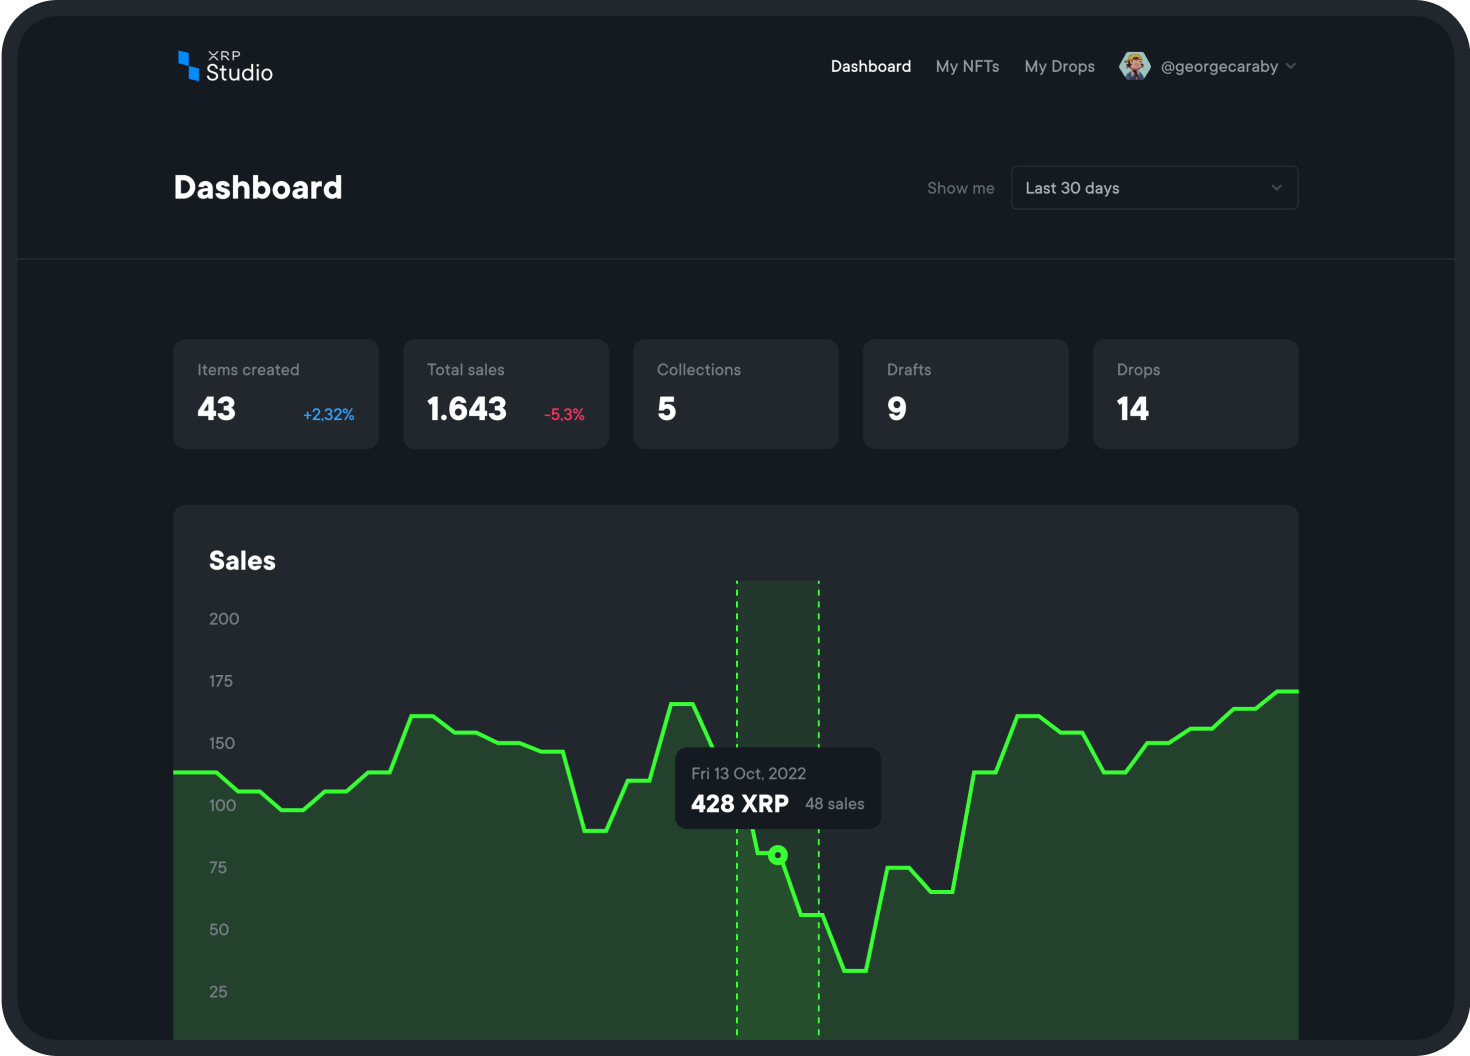 XRP
Studio
Dashboard My NFTs My Drops @georgecaraby
Dashboard
Show me Last 30 days
Items created
43 +2,32%
Total sales
1.643 -5,3%
Collections
5
Drafts
9
Drops
14
Sales
200
175
150
100
75
50
25
Fri 13 Oct, 2022
428 XRP 48 sales